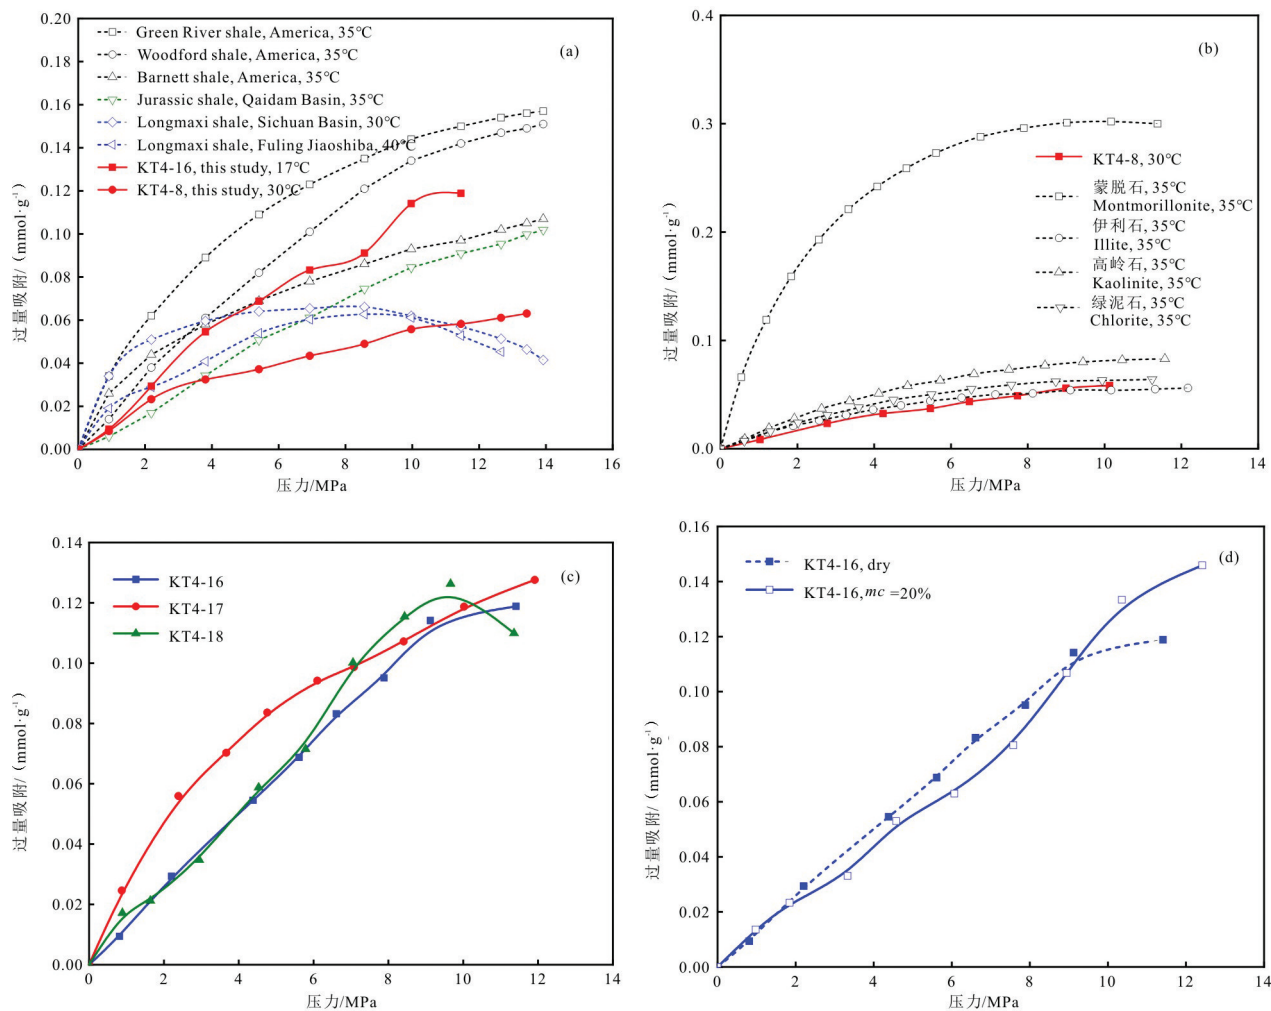 0.20
0.18
0.16
0.14
0.12
0.10
0.08
0.06
0.04
0.02
0.00
0 2 4 6 8 10 12 14 16
过量吸附/（mmol·g⁻¹）
压力/MPa
(a)
Green River shale, America, 35℃
Woodford shale, America, 35℃
Barnett shale, America, 35℃
Jurassic shale, Qaidam Basin, 35℃
Longmaxi shale, Sichuan Basin, 30℃
Longmaxi shale, Fuling Jiaoshiba, 40℃
KT4-16, this study, 17℃
KT4-8, this study, 30℃
0.4
0.3
0.2
0.1
0.0
0 2 4 6 8 10 12 14
过量吸附/（mmol·g⁻¹）
压力/MPa
(b)
KT4-8, 30℃
蒙脱石, 35℃
Montmorillonite, 35℃
伊利石, 35℃
Illite, 35℃
高岭石, 35℃
Kaolinite, 35℃
绿泥石, 35℃
Chlorite, 35℃
0.14
0.12
0.10
0.08
0.06
0.04
0.02
0.00
0 2 4 6 8 10 12 14
过量吸附/（mmol·g⁻¹）
压力/MPa
(c)
KT4-16
KT4-17
KT4-18
0.16
0.14
0.12
0.10
0.08
0.06
0.04
0.02
0.00
0 2 4 6 8 10 12 14
过量吸附/（mmol·g⁻¹）
压力/MPa
(d)
KT4-16, dry
KT4-16, mc =20%